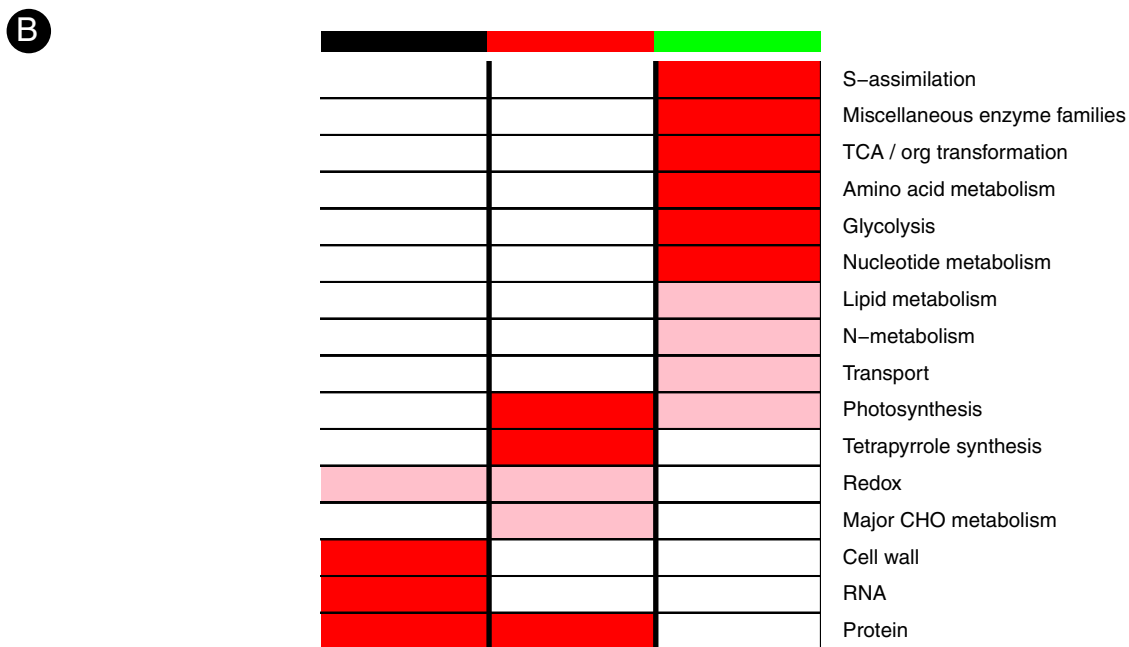 B
S−assimilation
Miscellaneous enzyme families
TCA / org transformation
Amino acid metabolism
Glycolysis
Nucleotide metabolism
Lipid metabolism
N−metabolism
Transport
Photosynthesis
Tetrapyrrole synthesis
Redox
Major CHO metabolism
Cell wall
RNA
Protein